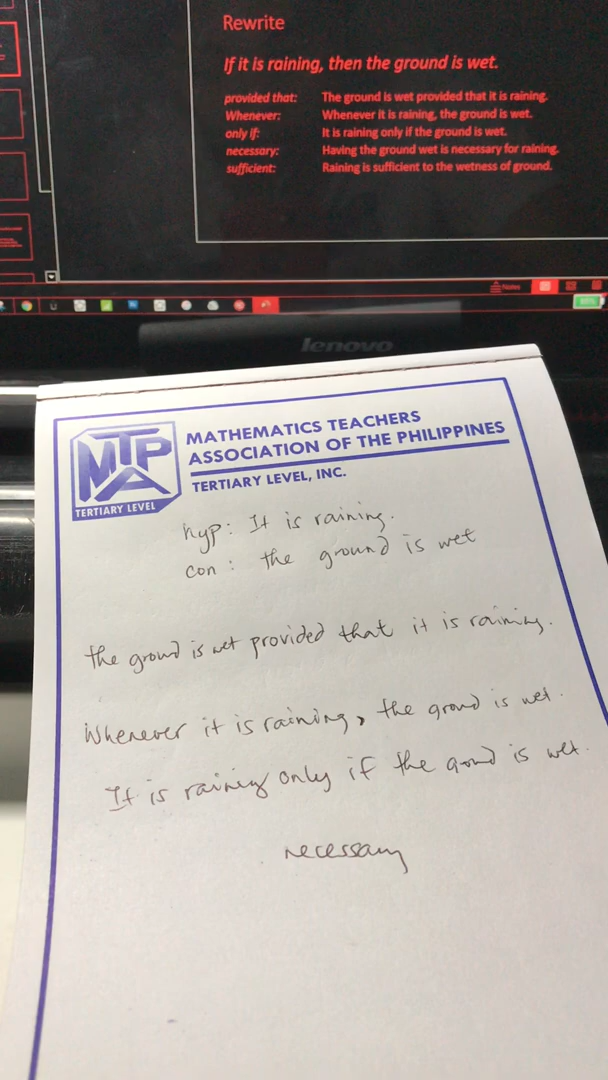 Rewrite
If it is raining, then the ground is wet.
provided that: The ground is wet provided that it is raining.
Whenever: Whenever it is raining, the ground is wet.
only if: It is raining only if the ground is wet.
necessary: Having the ground wet is necessary for raining.
sufficient: Raining is sufficient to the wetness of ground.
Notes
lenovo
MTPA
TERTIARY LEVEL
MATHEMATICS TEACHERS
ASSOCIATION OF THE PHILIPPINES
TERTIARY LEVEL, INC.
hyp: It is raining.
con: the ground is wet
the ground is wet provided that it is raining.
Whenever it is raining, the ground is wet.
It is raining only if the ground is wet.
necessary